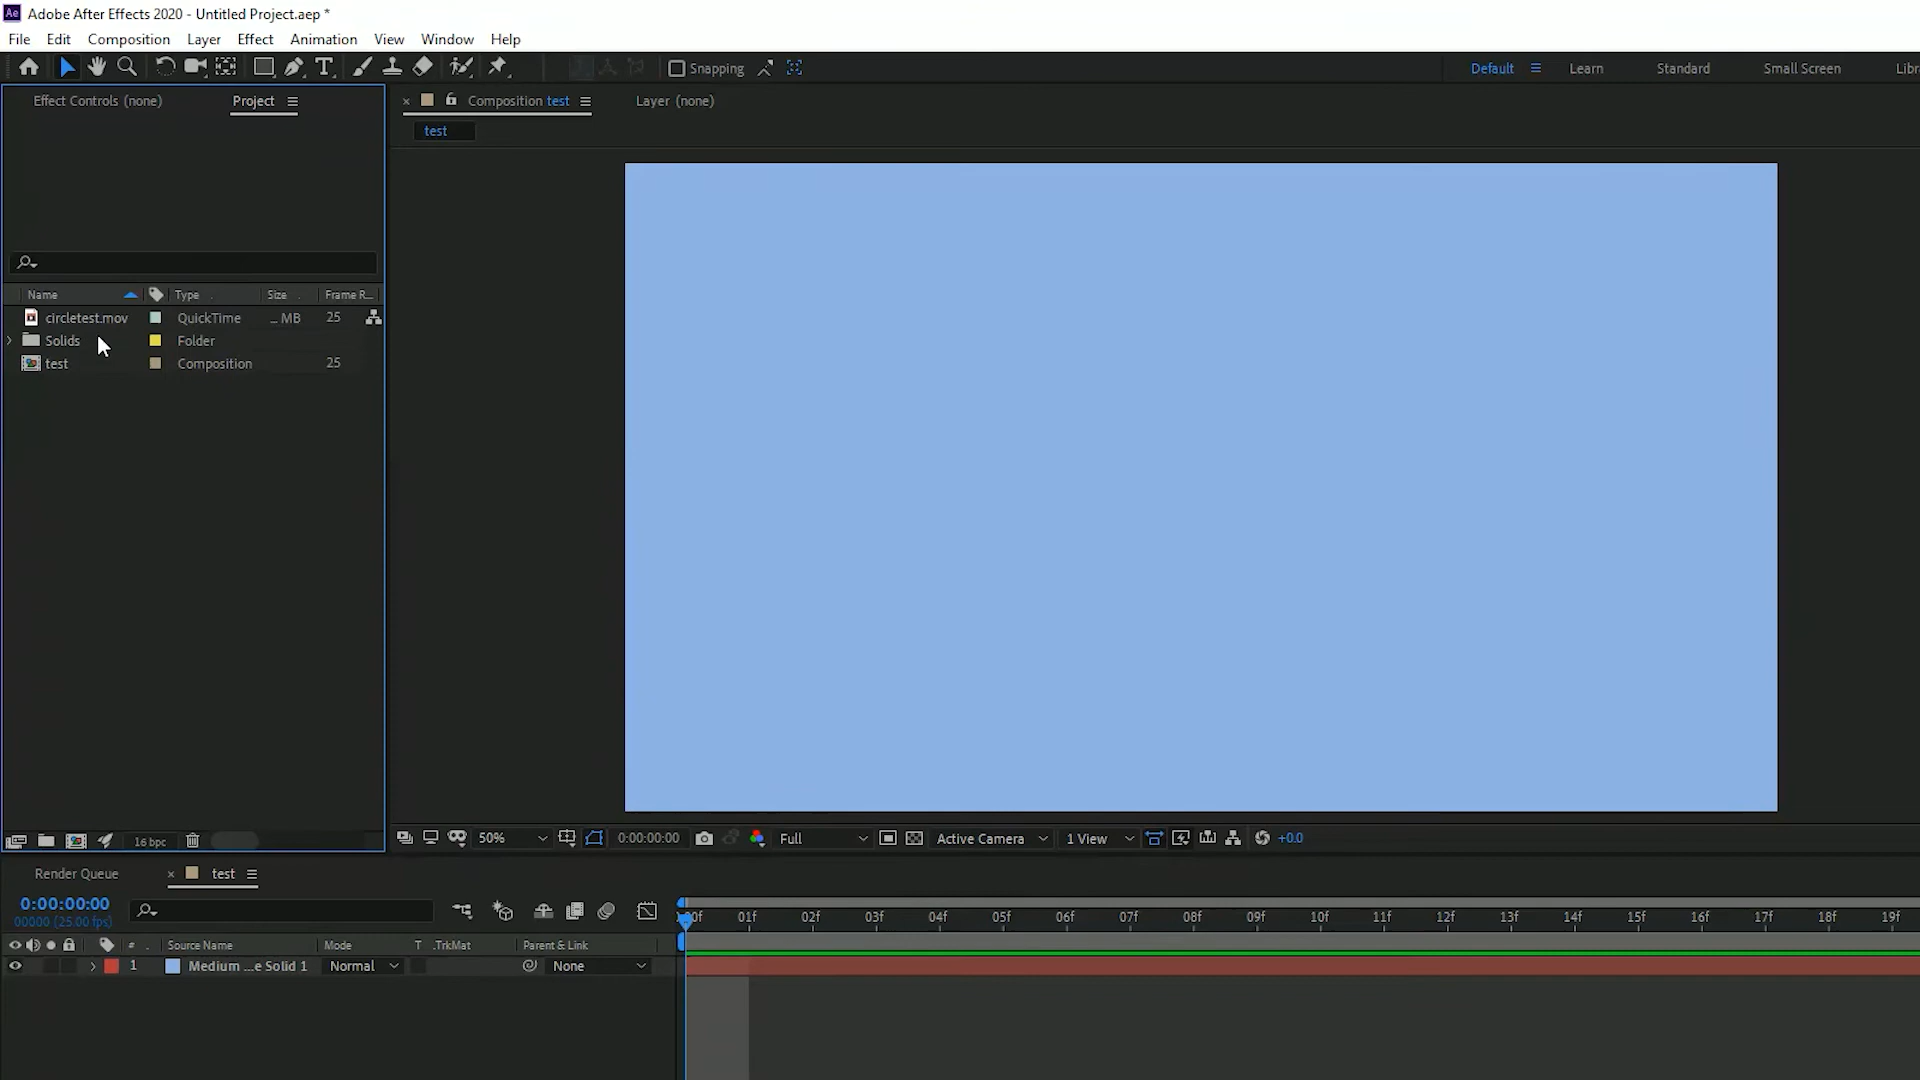 Ae Adobe After Effects 2020 - Untitled Project.aep *
File Edit Composition Layer Effect Animation View Window Help
T Snapping Default Learn Standard Small Screen Libr
Effect Controls (none) Project × Composition test Layer (none)
test
Name Type Size Frame R...
circletest.mov QuickTime ... MB 25
Solids Folder
test Composition 25
16 bpc 50% 0:00:00:00 Full Active Camera 1 View +0.0
Render Queue × test
0:00:00:00
00000 (25.00 fps)
:00f 01f 02f 03f 04f 05f 06f 07f 08f 09f 10f 11f 12f 13f 14f 15f 16f 17f 18f 19f
# Source Name Mode T .TrkMat Parent & Link
1 Medium ...e Solid 1 Normal None